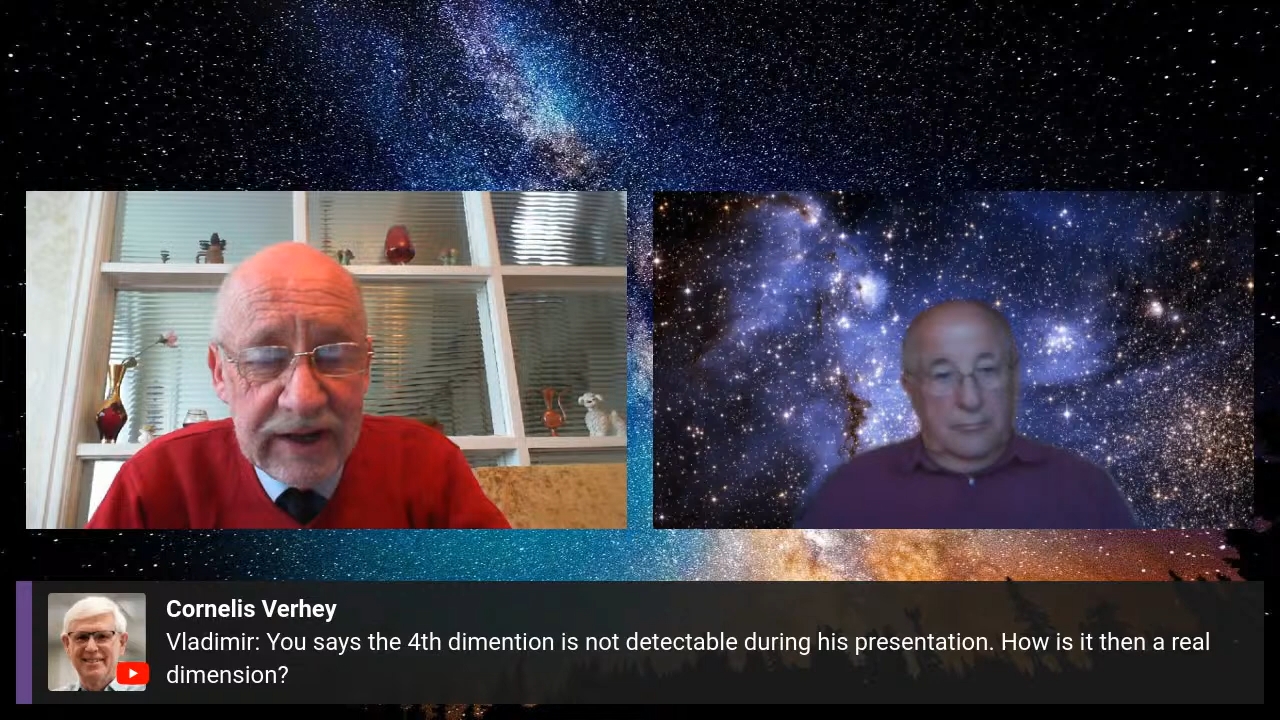 Cornelis Verhey
Vladimir: You says the 4th dimention is not detectable during his presentation. How is it then a real
dimension?